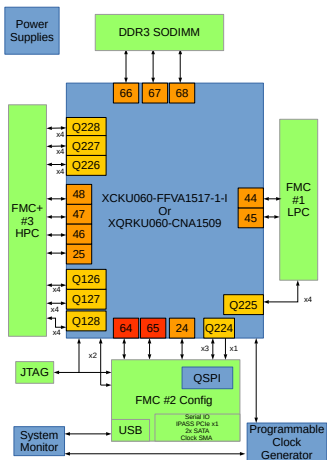 Power
Supplies
DDR3 SODIMM
66
67
68
Q228
x4
Q227
x4
Q226
x4
FMC+
#3
HPC
48
47
46
25
XCKU060-FFVA1517-1-I
Or
XQRKU060-CNA1509
44
45
FMC
#1
LPC
Q126
x4
Q127
x4
Q128
x4
Q225
x4
64
65
24
Q224
x2
x3
x1
JTAG
QSPI
FMC #2 Config
USB
Serial IO
IPASS PCIe x1
2x SATA
Clock SMA
System
Monitor
Programmable
Clock
Generator